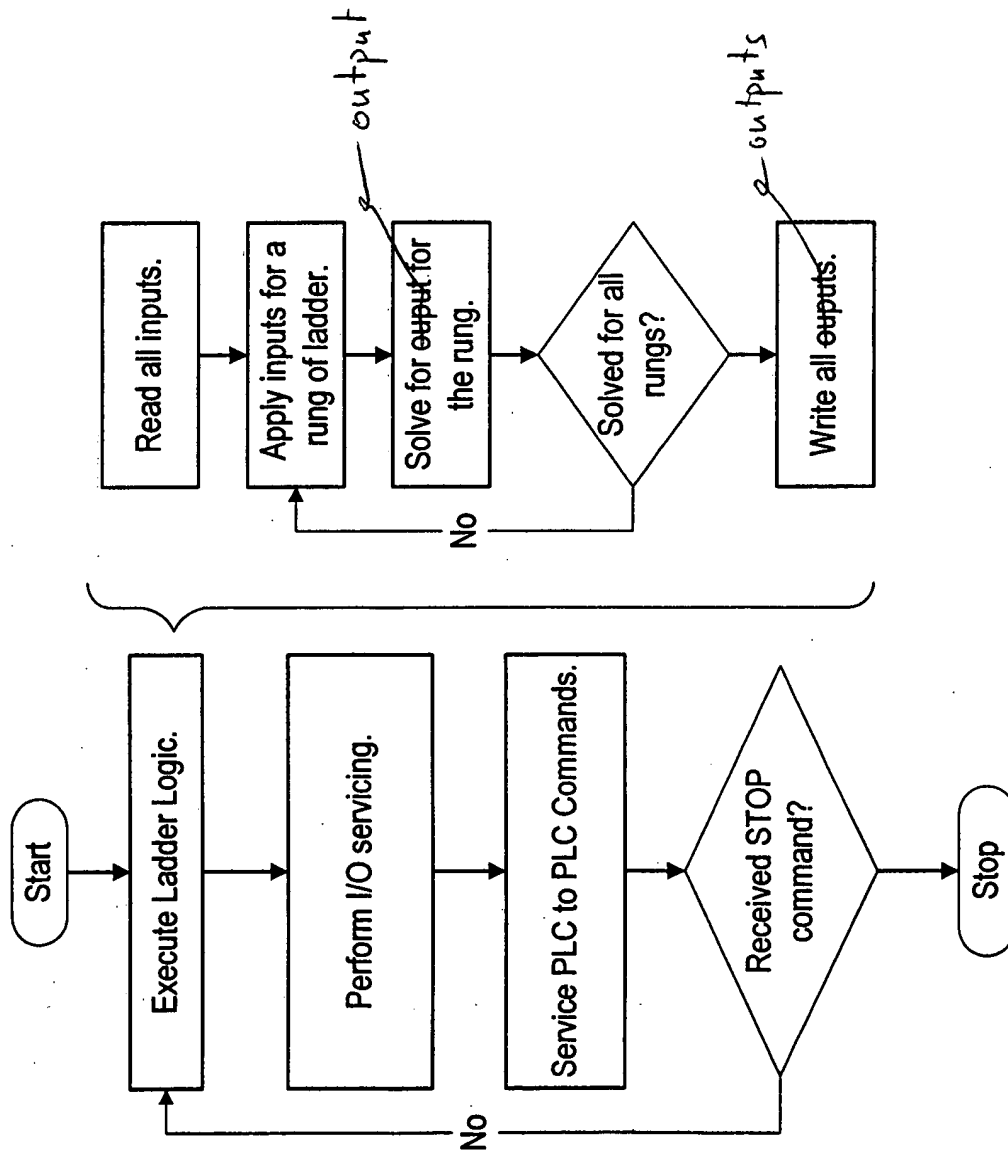 Start
Execute Ladder Logic.
Perform I/O servicing.
Service PLC to PLC Commands.
Received STOP
command?
No
Stop
Read all inputs.
Apply inputs for a
rung of ladder.
Solve for ouput for
the rung.
output
Solved for all
rungs?
No
Write all ouputs.
outputs